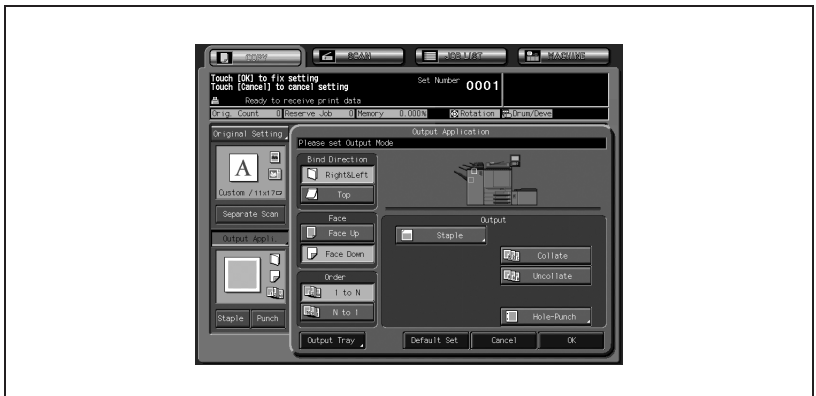 COPY
SCAN
JOB LIST
MACHINE
Touch [OK] to fix setting
Touch [Cancel] to cancel setting
Set Number 0001
Ready to receive print data
Orig. Count 0 Reserve Job 0 Memory 0.000% Rotation Drum/Deve
Original Setting
A
Custom /11x17
Separate Scan
Output Appli.
Staple
Punch
Output Application
Please set Output Mode
Bind Direction
Right&Left
Top
Face
Face Up
Face Down
Order
1 to N
N to 1
Output
Staple
Collate
Uncollate
Hole-Punch
Output Tray
Default Set
Cancel
OK